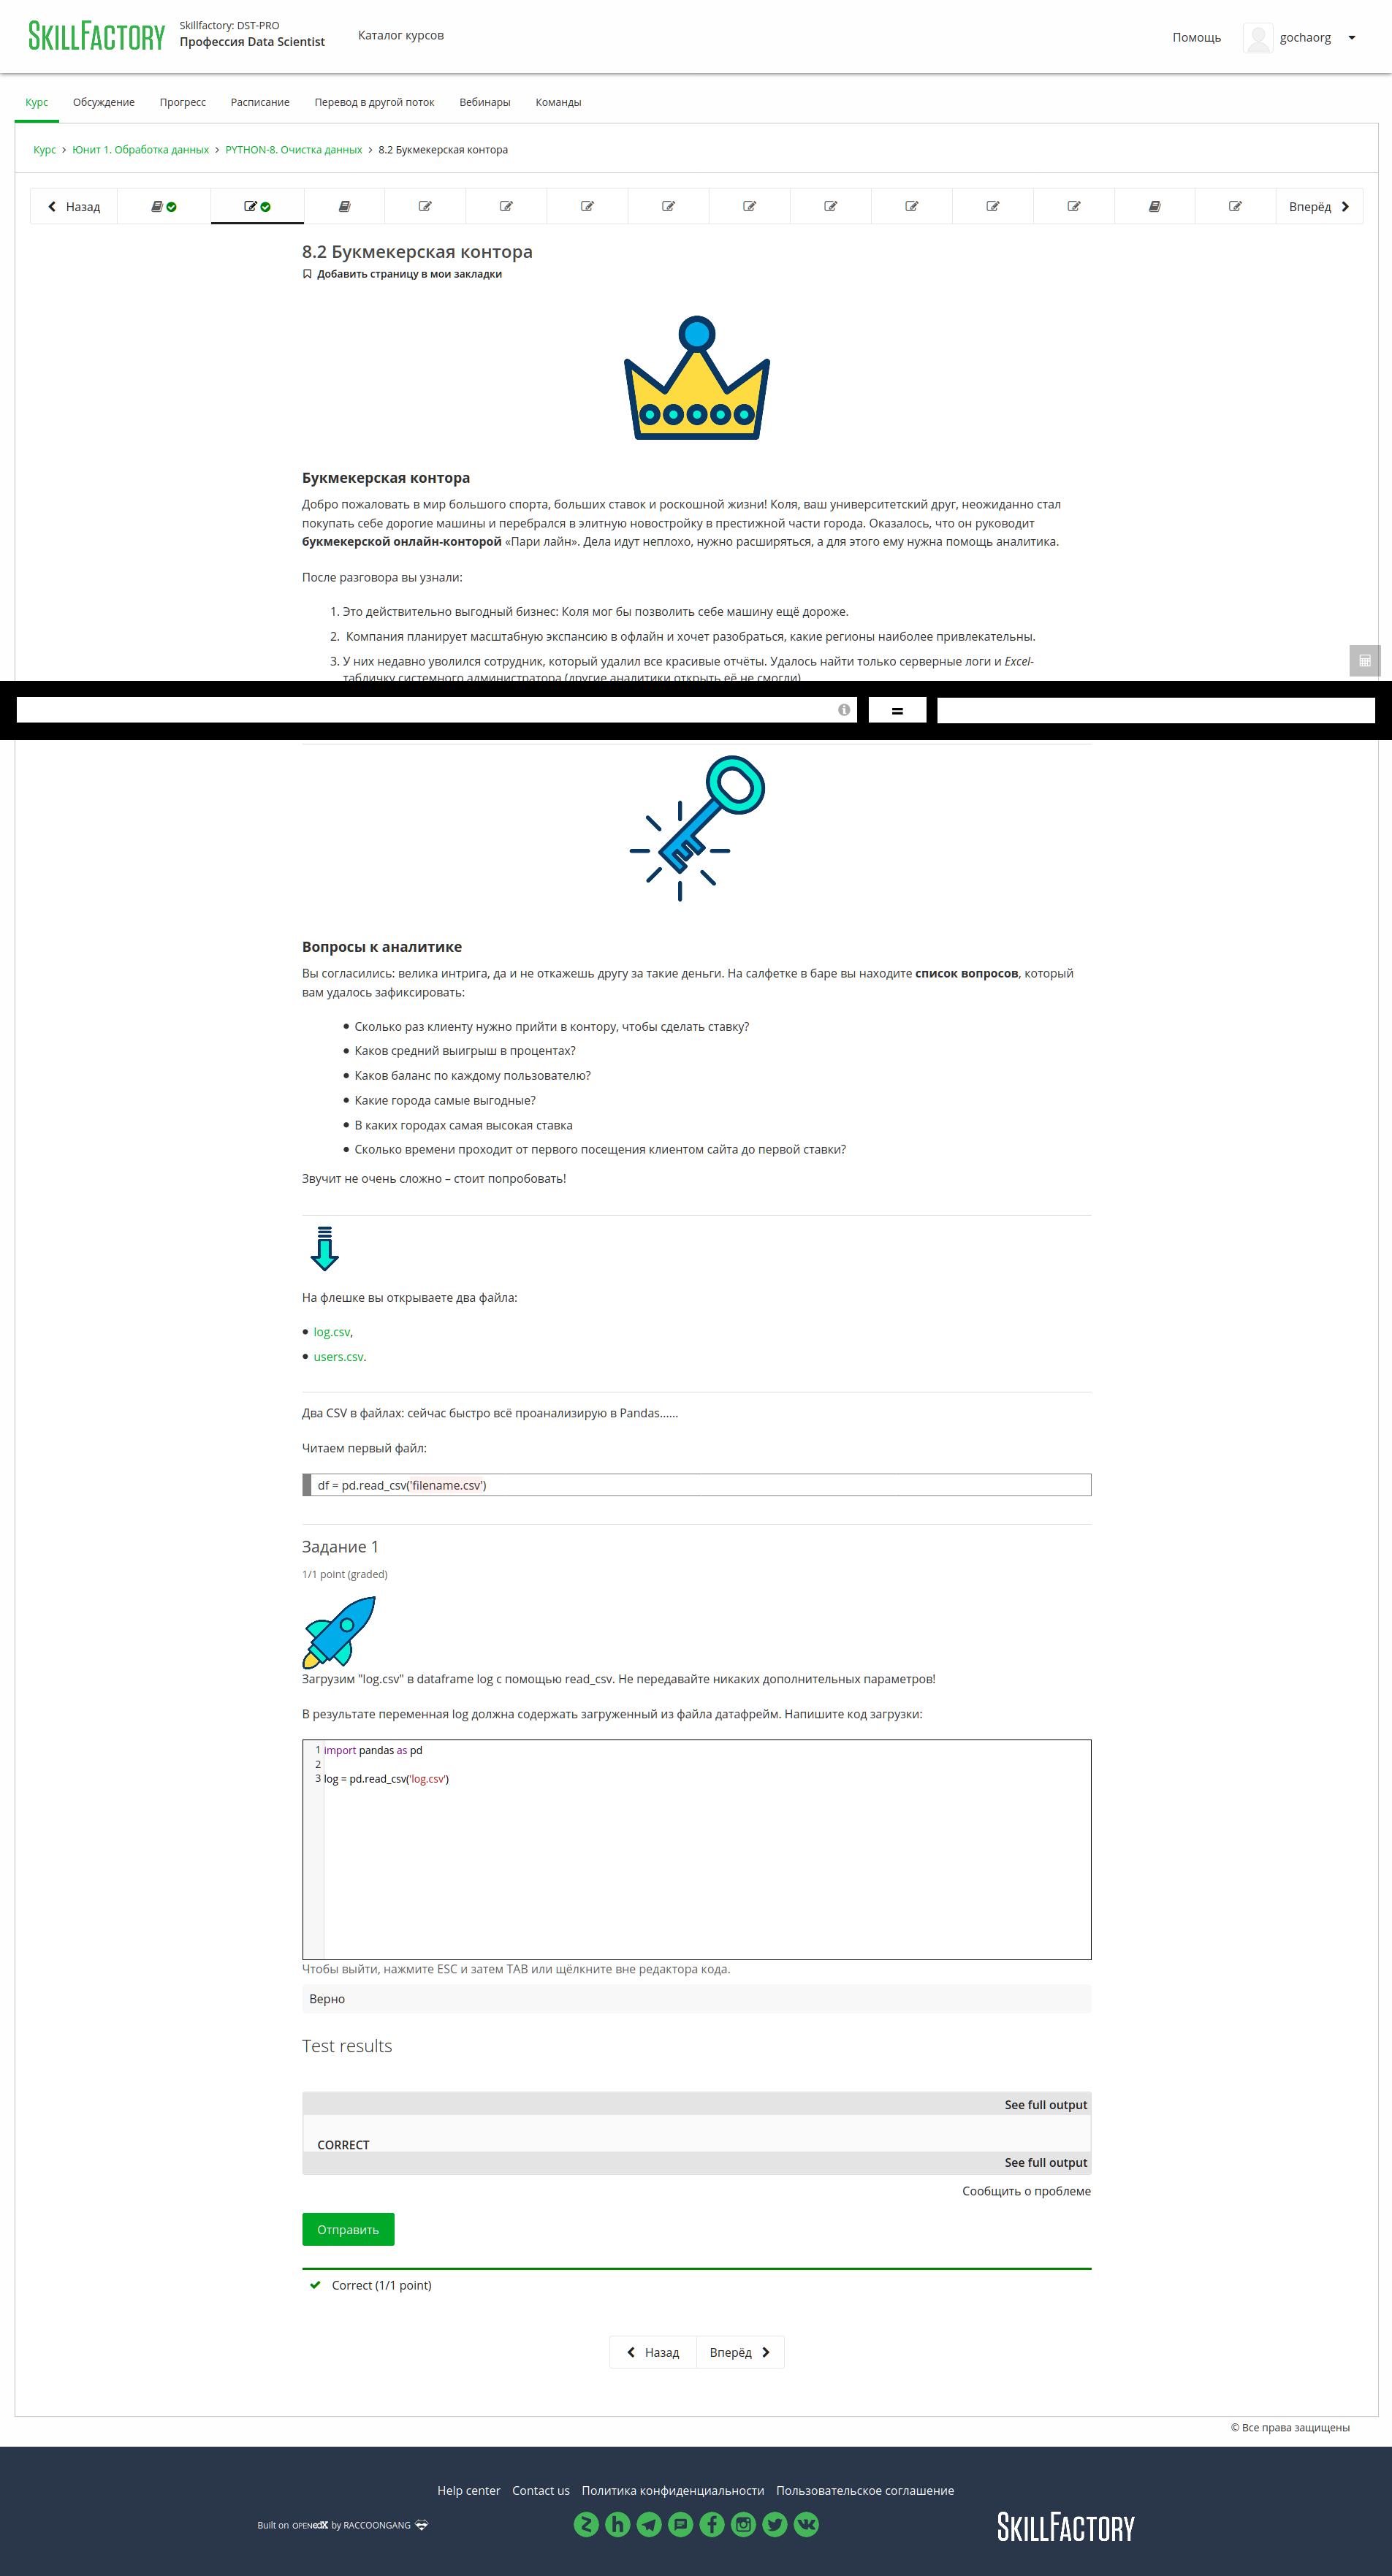 SKILLFACTORY
Skillfactory: DST-PRO
Профессия Data Scientist
Каталог курсов
Помощь
gochaorg
Курс
Обсуждение
Прогресс
Расписание
Перевод в другой поток
Вебинары
Команды
Курс > Юнит 1. Обработка данных > PYTHON-8. Очистка данных > 8.2 Букмекерская контора
Назад
Вперёд
8.2 Букмекерская контора
Добавить страницу в мои закладки
Букмекерская контора
Добро пожаловать в мир большого спорта, больших ставок и роскошной жизни! Коля, ваш университетский друг, неожиданно стал
покупать себе дорогие машины и перебрался в элитную новостройку в престижной части города. Оказалось, что он руководит
букмекерской онлайн-конторой «Пари лайн». Дела идут неплохо, нужно расширяться, а для этого ему нужна помощь аналитика.
После разговора вы узнали:
1. Это действительно выгодный бизнес: Коля мог бы позволить себе машину ещё дороже.
2. Компания планирует масштабную экспансию в офлайн и хочет разобраться, какие регионы наиболее привлекательны.
3. У них недавно уволился сотрудник, который удалил все красивые отчёты. Удалось найти только серверные логи и Excel-
табличку системного администратора (другие аналитики открыть её не смогли)
=
Вопросы к аналитике
Вы согласились: велика интрига, да и не откажешь другу за такие деньги. На салфетке в баре вы находите список вопросов, который
вам удалось зафиксировать:
Сколько раз клиенту нужно прийти в контору, чтобы сделать ставку?
Каков средний выигрыш в процентах?
Каков баланс по каждому пользователю?
Какие города самые выгодные?
В каких городах самая высокая ставка
Сколько времени проходит от первого посещения клиентом сайта до первой ставки?
Звучит не очень сложно – стоит попробовать!
На флешке вы открываете два файла:
log.csv,
users.csv.
Два CSV в файлах: сейчас быстро всё проанализирую в Pandas......
Читаем первый файл:
df = pd.read_csv('filename.csv')
Задание 1
1/1 point (graded)
Загрузим "log.csv" в dataframe log с помощью read_csv. Не передавайте никаких дополнительных параметров!
В результате переменная log должна содержать загруженный из файла датафрейм. Напишите код загрузки:
1 import pandas as pd
2
3 log = pd.read_csv('log.csv')
Чтобы выйти, нажмите ESC и затем TAB или щёлкните вне редактора кода.
Верно
Test results
See full output
CORRECT
See full output
Сообщить о проблеме
Отправить
Correct (1/1 point)
Назад
Вперёд
© Все права защищены
Help center
Contact us
Политика конфиденциальности
Пользовательское соглашение
Built on OPEN edX by RACCOONGANG
SKILLFACTORY